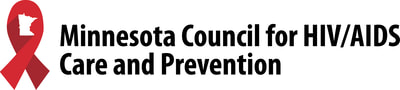 Minnesota Council for HIV/AIDS
Care and Prevention